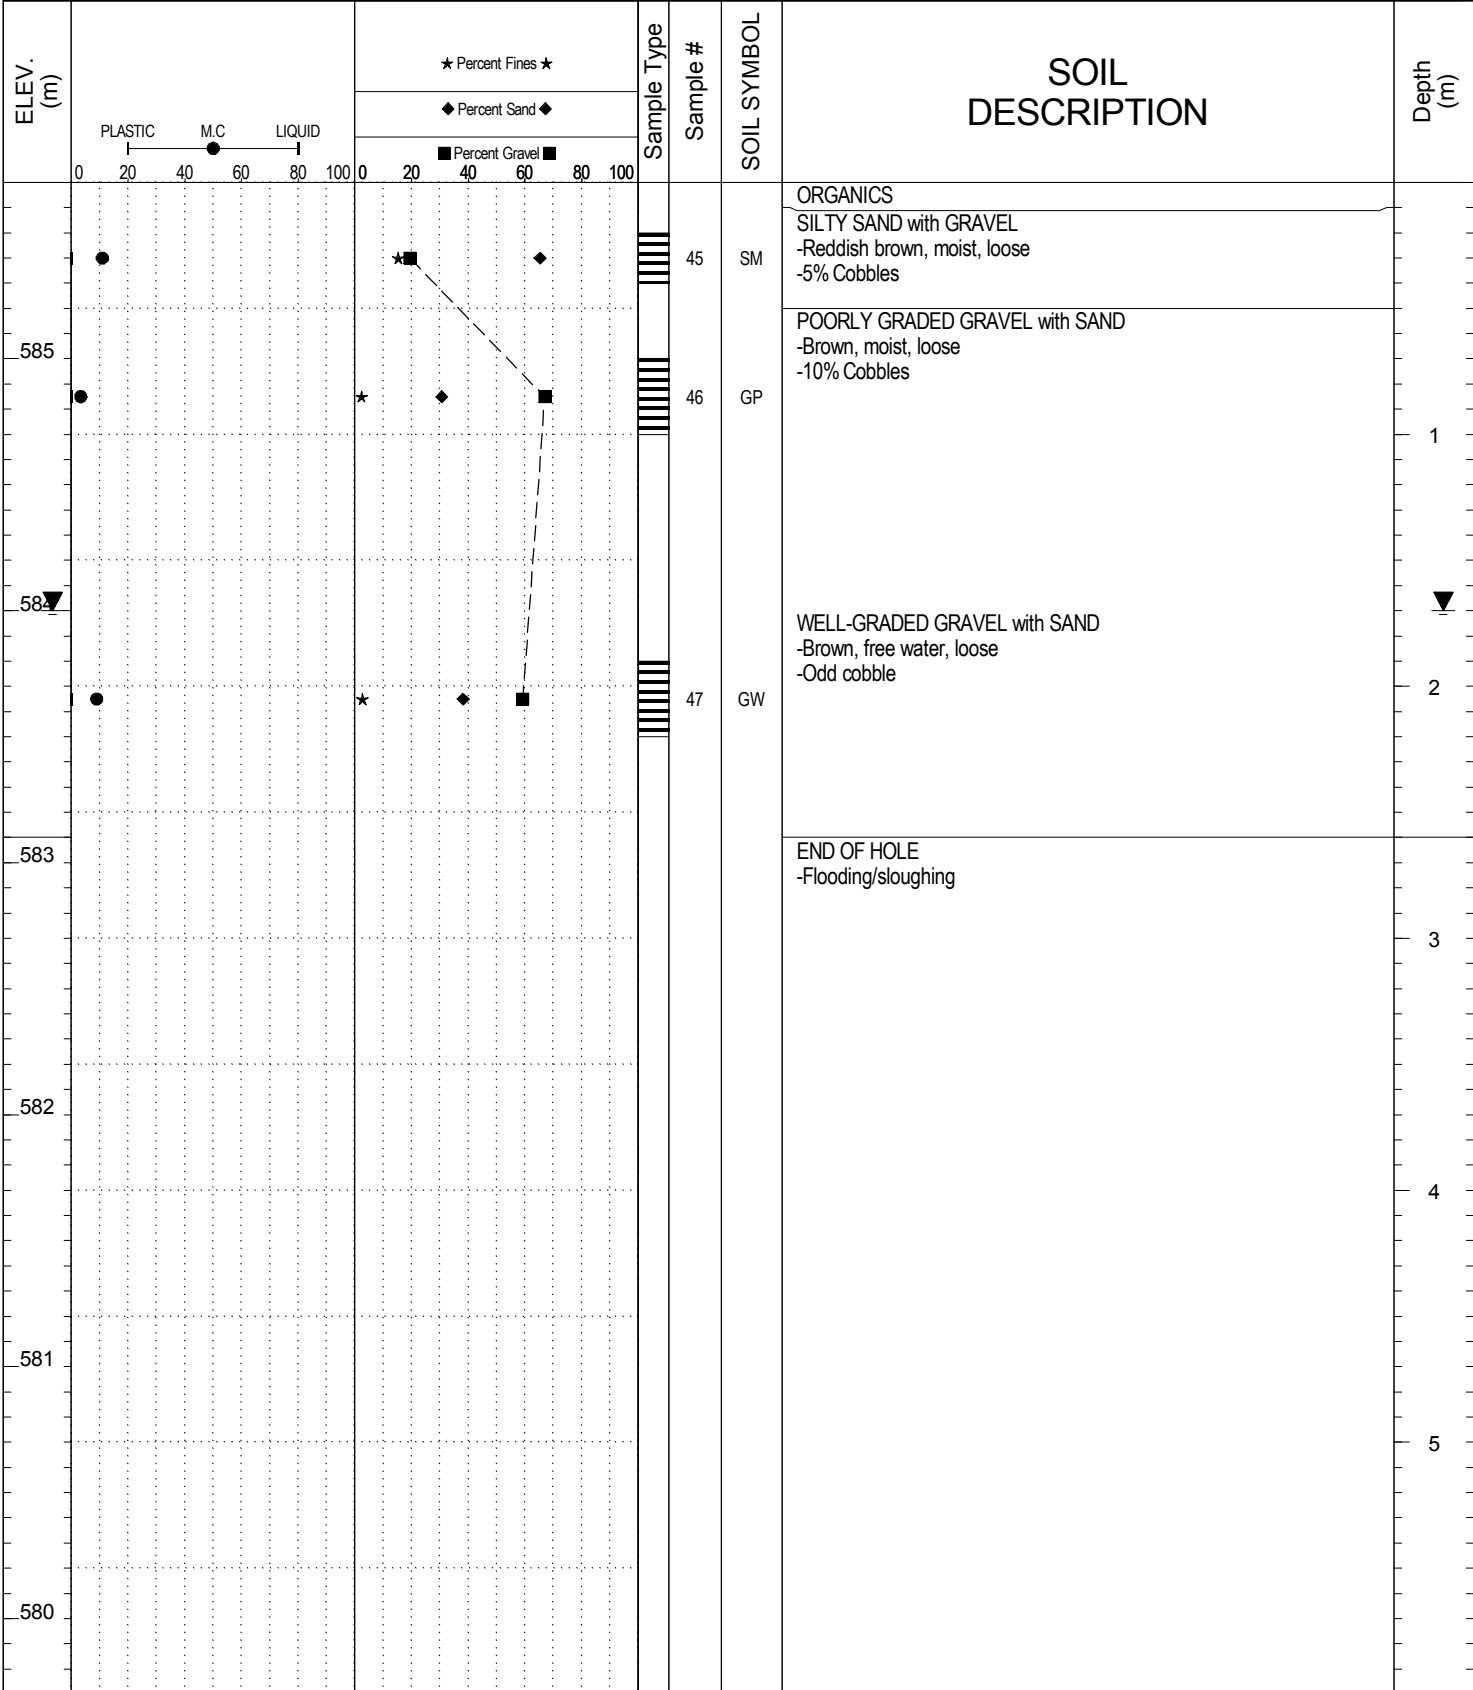 ELEV.
(m)
PLASTIC M.C LIQUID
0 20 40 60 80 100
★ Percent Fines ★
◆ Percent Sand ◆
■ Percent Gravel ■
0 20 40 60 80 100
Sample Type
Sample #
SOIL SYMBOL
SOIL
DESCRIPTION
Depth
(m)
ORGANICS
SILTY SAND with GRAVEL
-Reddish brown, moist, loose
-5% Cobbles
45 SM
POORLY GRADED GRAVEL with SAND
-Brown, moist, loose
-10% Cobbles
585
46 GP
1
584
WELL-GRADED GRAVEL with SAND
-Brown, free water, loose
-Odd cobble
47 GW
2
END OF HOLE
-Flooding/sloughing
583
3
582
4
581
5
580